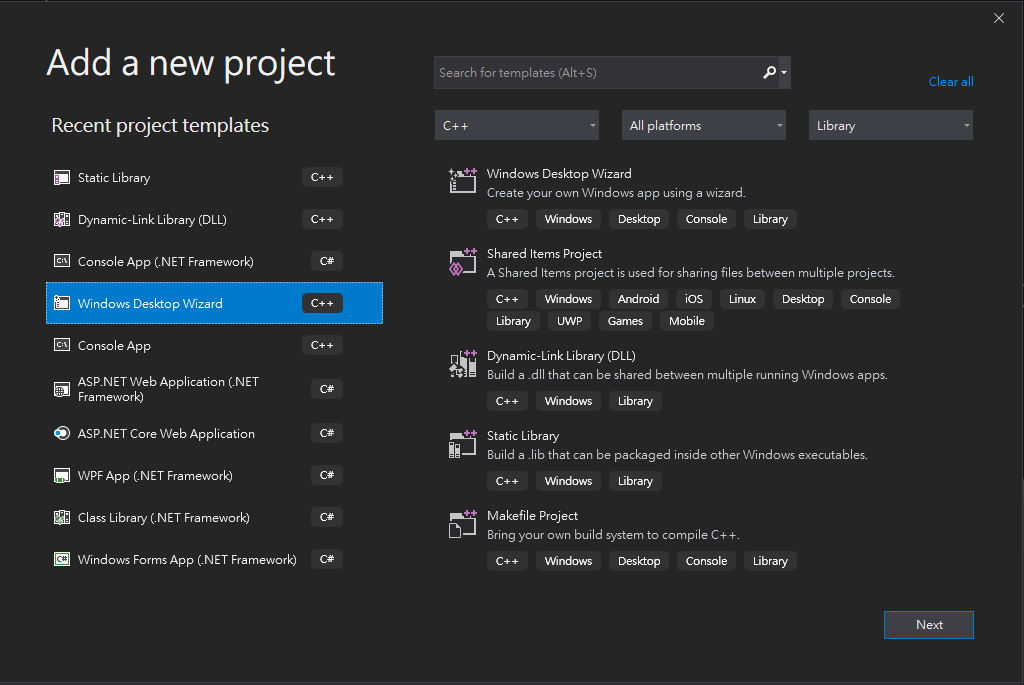 Add a new project
Search for templates (Alt+S)
Clear all
Recent project templates
C++
All platforms
Library
Static Library
C++
Dynamic-Link Library (DLL)
C++
Console App (.NET Framework)
C#
Windows Desktop Wizard
C++
Console App
C++
ASP.NET Web Application (.NET
Framework)
C#
ASP.NET Core Web Application
C#
WPF App (.NET Framework)
C#
Class Library (.NET Framework)
C#
Windows Forms App (.NET Framework)
C#
Windows Desktop Wizard
Create your own Windows app using a wizard.
C++ Windows Desktop Console Library
Shared Items Project
A Shared Items project is used for sharing files between multiple projects.
C++ Windows Android iOS Linux Desktop Console
Library UWP Games Mobile
Dynamic-Link Library (DLL)
Build a .dll that can be shared between multiple running Windows apps.
C++ Windows Library
Static Library
Build a .lib that can be packaged inside other Windows executables.
C++ Windows Library
Makefile Project
Bring your own build system to compile C++.
C++ Windows Desktop Console Library
Next